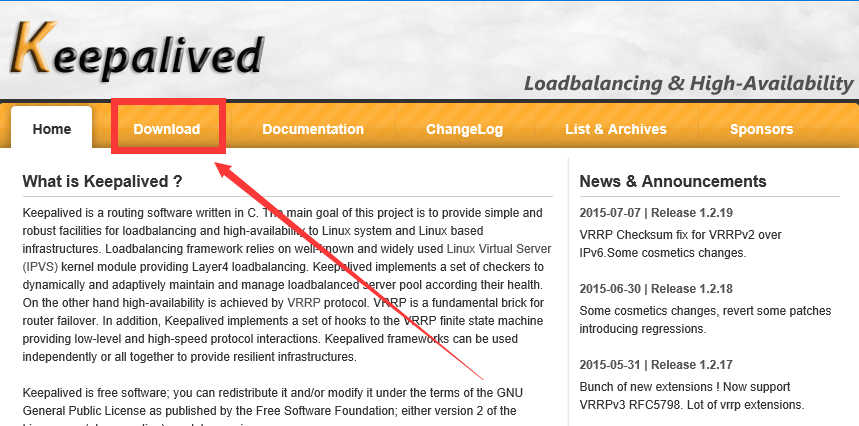 Keepalived
Loadbalancing & High-Availability
Home Download Documentation ChangeLog List & Archives Sponsors
What is Keepalived ?
Keepalived is a routing software written in C. The main goal of this project is to provide simple and
robust facilities for loadbalancing and high-availability to Linux system and Linux based
infrastructures. Loadbalancing framework relies on well-known and widely used Linux Virtual Server
(IPVS) kernel module providing Layer4 loadbalancing. Keepalived implements a set of checkers to
dynamically and adaptively maintain and manage loadbalanced server pool according their health.
On the other hand high-availability is achieved by VRRP protocol. VRRP is a fundamental brick for
router failover. In addition, Keepalived implements a set of hooks to the VRRP finite state machine
providing low-level and high-speed protocol interactions. Keepalived frameworks can be used
independently or all together to provide resilient infrastructures.
Keepalived is free software; you can redistribute it and/or modify it under the terms of the GNU
General Public License as published by the Free Software Foundation; either version 2 of the
News & Announcements
2015-07-07 | Release 1.2.19
VRRP Checksum fix for VRRPv2 over
IPv6.Some cosmetics changes.
2015-06-30 | Release 1.2.18
Some cosmetics changes, revert some patches
introducing regressions.
2015-05-31 | Release 1.2.17
Bunch of new extensions ! Now support
VRRPv3 RFC5798. Lot of vrrp extensions.